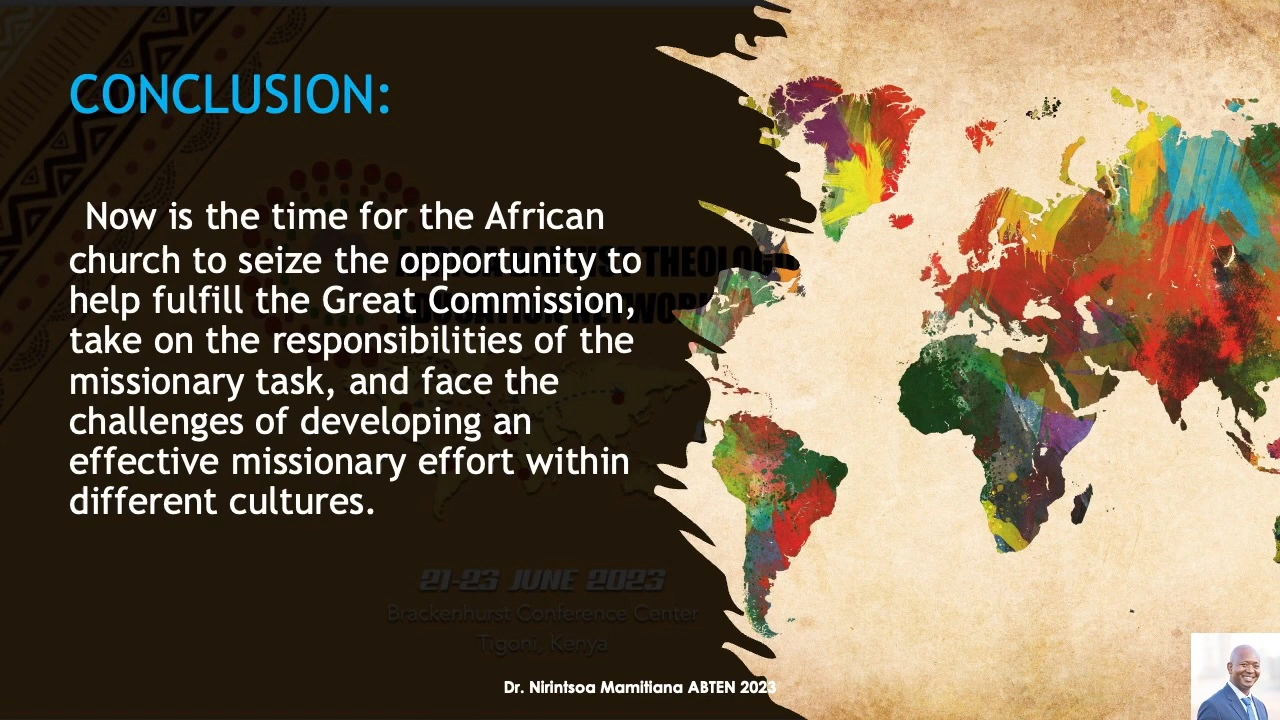 CONCLUSION:
Now is the time for the African
church to seize the opportunity to
help fulfill the Great Commission,
take on the responsibilities of the
missionary task, and face the
challenges of developing an
effective missionary effort within
different cultures.
21-23 JUNE 2023
Brackenhurst Conference Center
Tigoni, Kenya
Dr. Nirintsoa Mamitiana ABTEN 2023